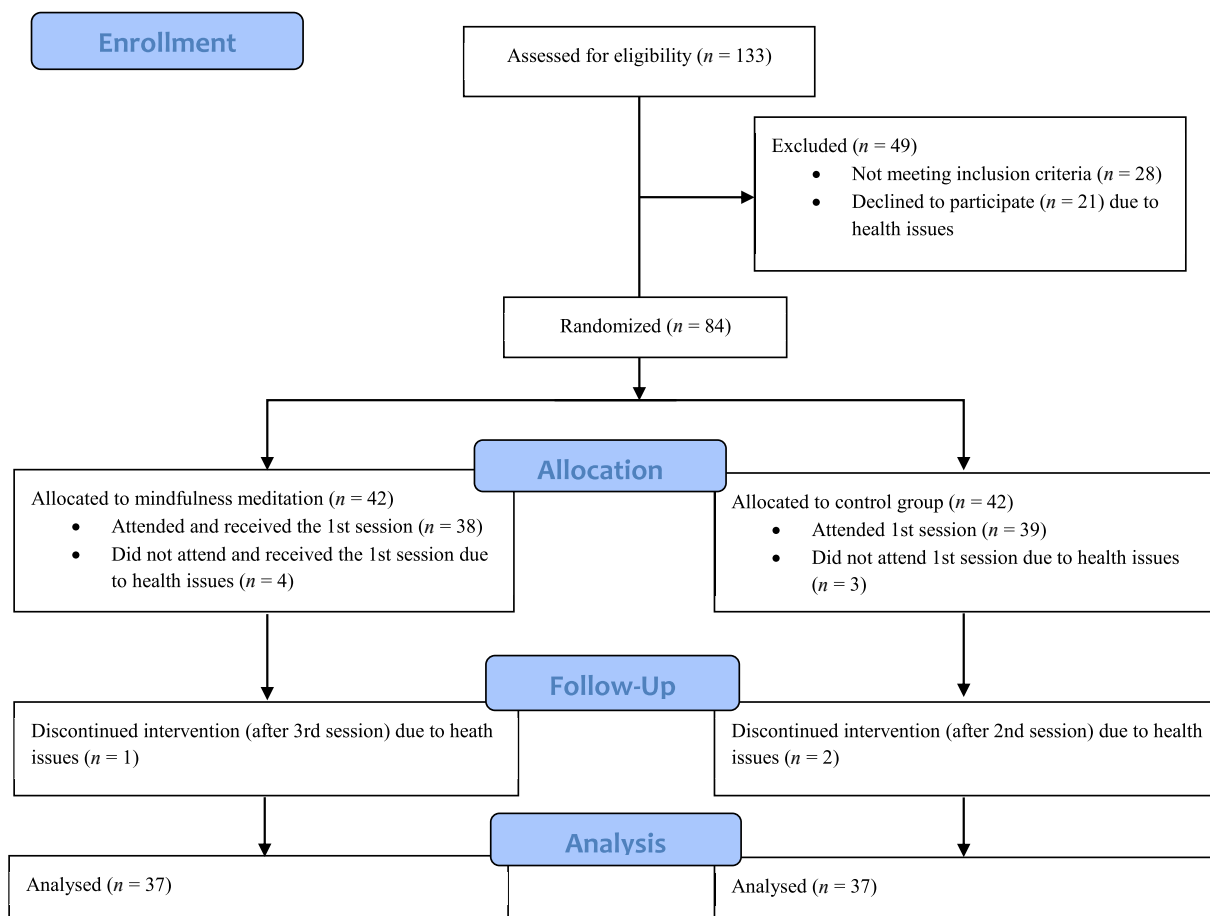 Enrollment
Assessed for eligibility (n = 133)
Excluded (n = 49)
• Not meeting inclusion criteria (n = 28)
• Declined to participate (n = 21) due to
health issues
Randomized (n = 84)
Allocation
Allocated to mindfulness meditation (n = 42)
• Attended and received the 1st session (n = 38)
• Did not attend and received the 1st session due
to health issues (n = 4)
Allocated to control group (n = 42)
• Attended 1st session (n = 39)
• Did not attend 1st session due to health issues
(n = 3)
Follow-Up
Discontinued intervention (after 3rd session) due to heath
issues (n = 1)
Discontinued intervention (after 2nd session) due to health
issues (n = 2)
Analysis
Analysed (n = 37)
Analysed (n = 37)